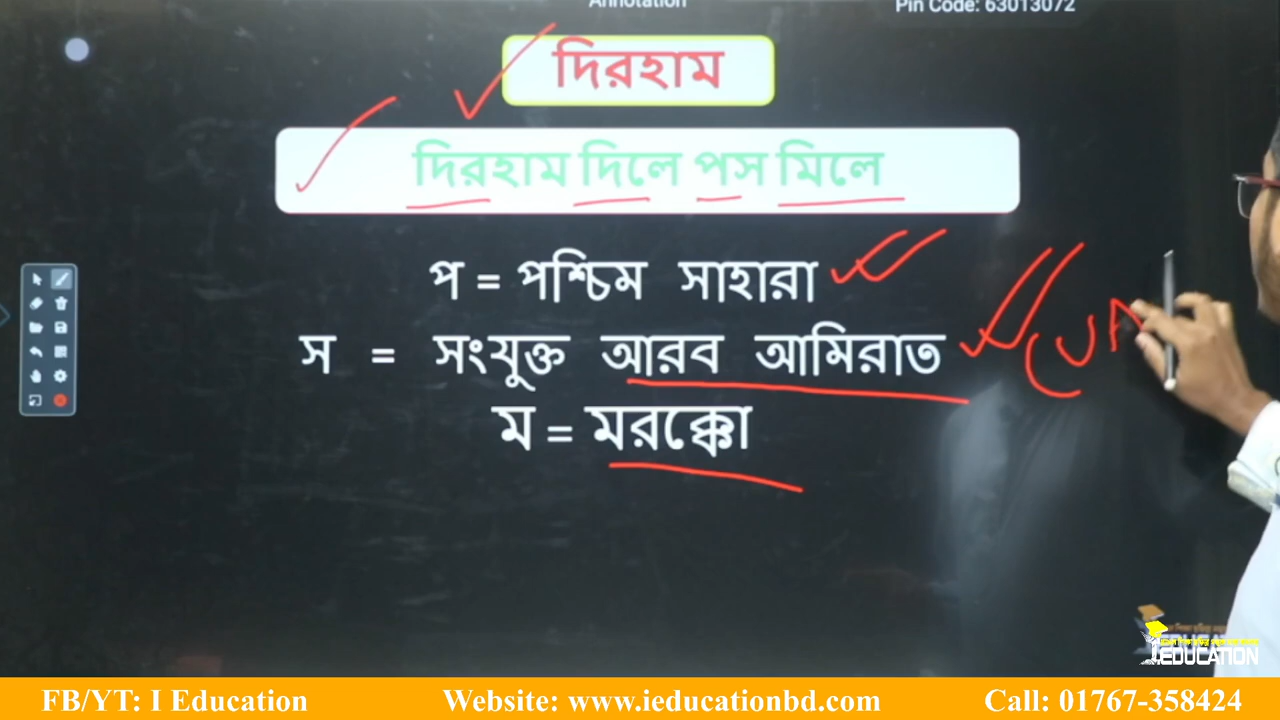 Annotation
Pin Code: 63013072
দিরহাম
দিরহাম দিলে পস মিলে
প = পশ্চিম সাহারা
স = সংযুক্ত আরব আমিরাত
(UA
ম = মরক্কো
EDUCATION
FB/YT: I Education
Website: www.ieducationbd.com
Call: 01767-358424